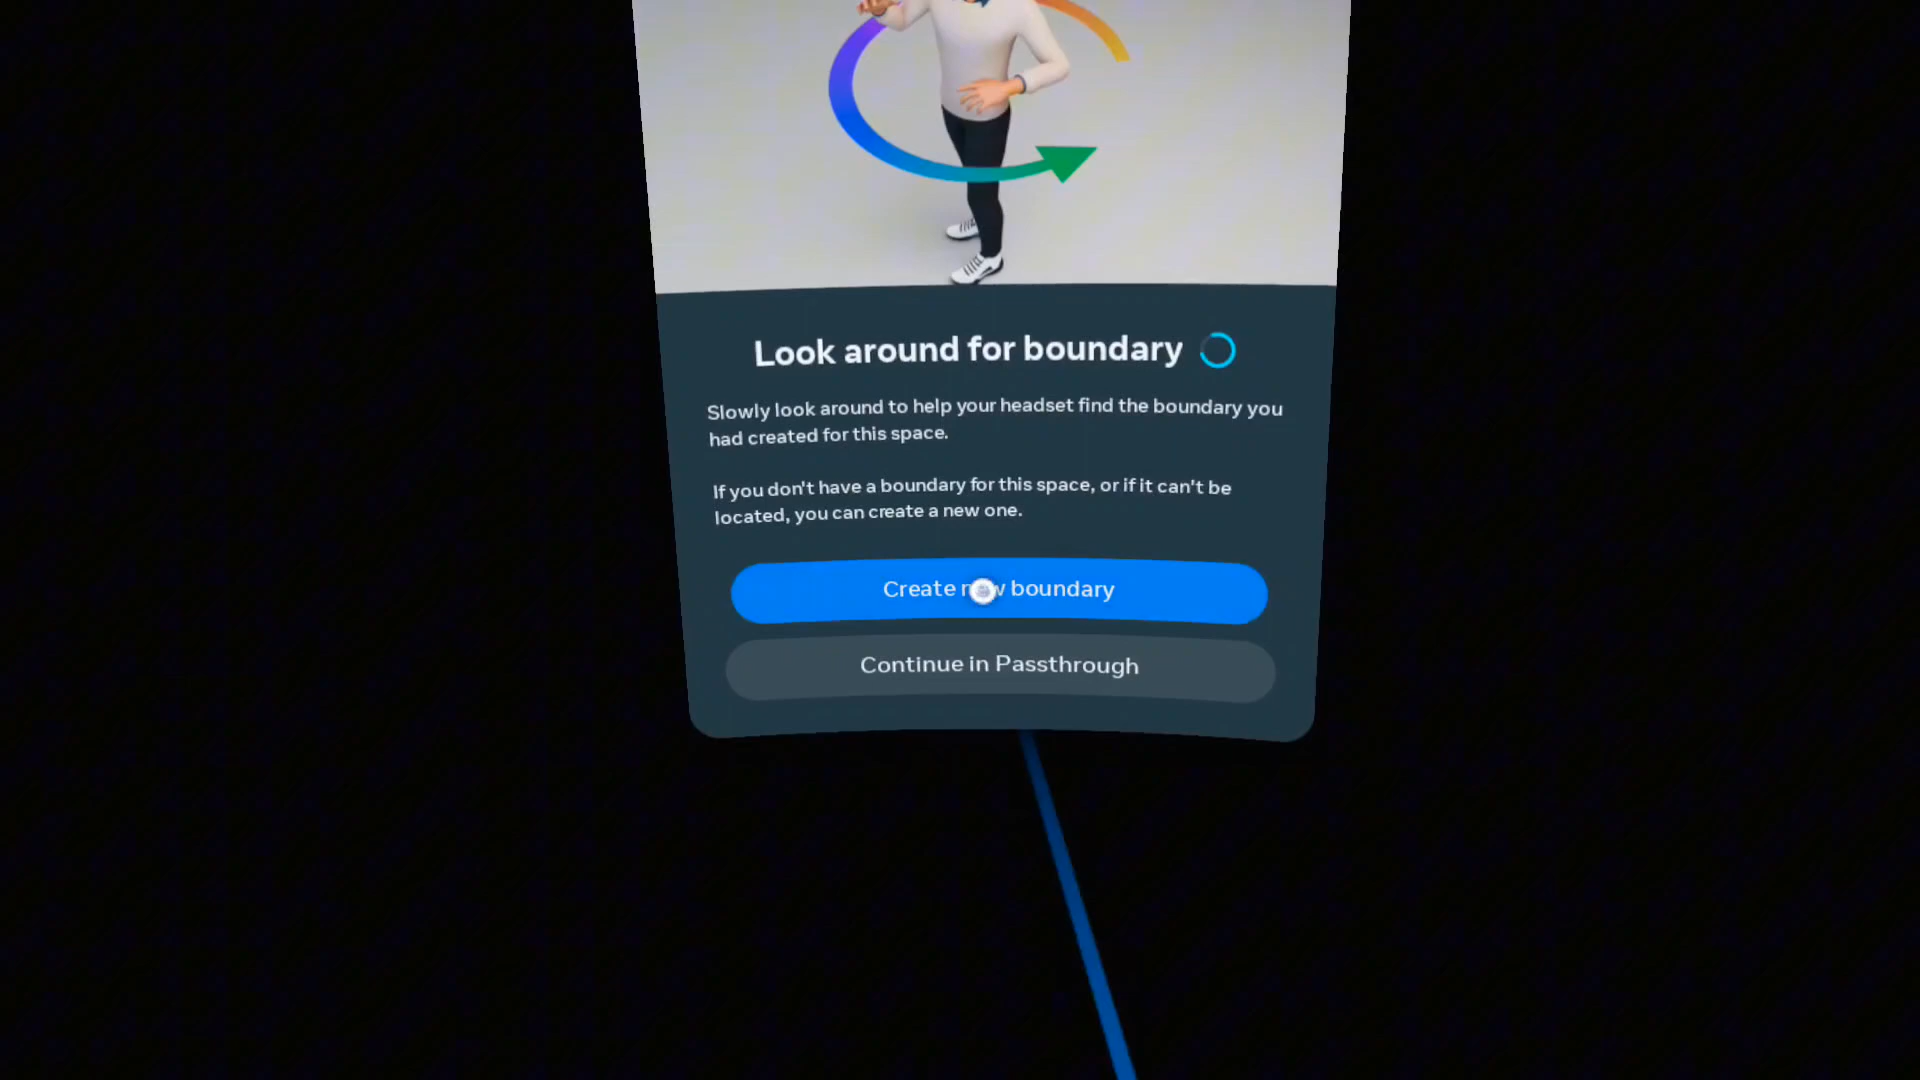 Look around for boundary
Slowly look around to help your headset find the boundary you
had created for this space.
If you don't have a boundary for this space, or if it can't be
located, you can create a new one.
Create new boundary
Continue in Passthrough